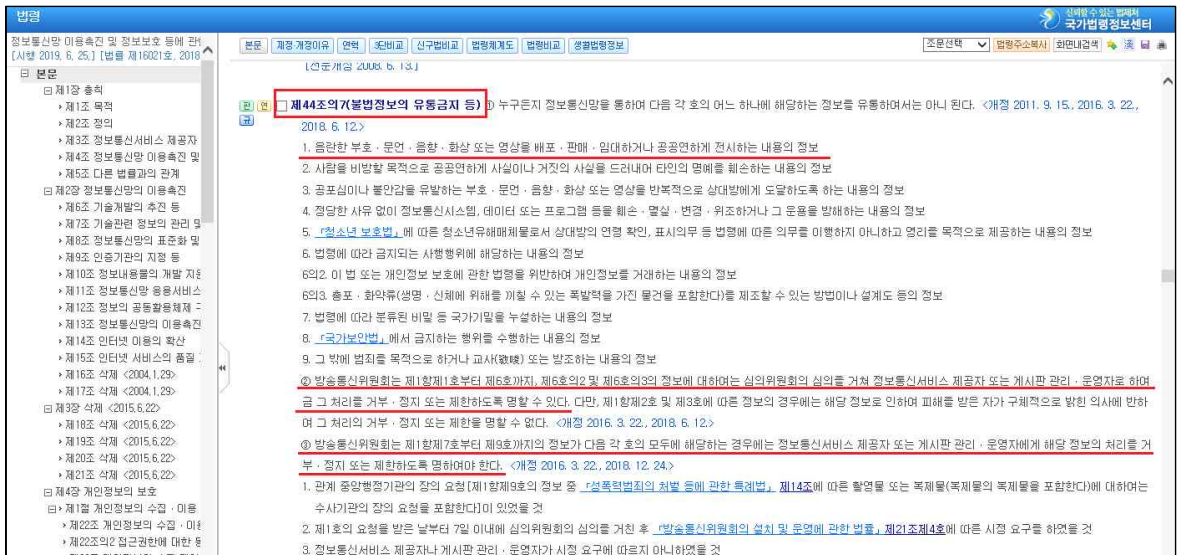 법령
신뢰할 수 있는 법제처
국가법령정보센터
정보통신망 이용촉진 및 정보보호 등에 관한
[시행 2019. 6. 25.] [법률 제16021호, 2018
본문
제1장 총칙
제1조 목적
제2조 정의
제3조 정보통신서비스 제공자
제4조 정보통신망 이용촉진 및
제5조 다른 법률과의 관계
제2장 정보통신망의 이용촉진
제6조 기술개발의 추진 등
제7조 기술관련 정보의 관리 및
제8조 정보통신망의 표준화 및
제9조 인증기관의 지정 등
제10조 정보내용물의 개발 지원
제11조 정보통신망 응용서비스
제12조 정보의 공동활용체제 구
제13조 정보통신망의 이용촉진
제14조 인터넷 이용의 확산
제15조 인터넷 서비스의 품질
제16조 삭제 <2004.1.29>
제17조 삭제 <2004.1.29>
제3장 삭제 <2015.6.22>
제18조 삭제 <2015.6.22>
제19조 삭제 <2015.6.22>
제20조 삭제 <2015.6.22>
제21조 삭제 <2015.6.22>
제4장 개인정보의 보호
제1절 개인정보의 수집ㆍ이용
제22조 개인정보의 수집ㆍ이용
제22조의2 접근권한에 대한 동
본문 제정·개정이유 연혁 3단비교 신구법비교 법령체계도 법령비교 생활법령정보
조문선택 법령주소복사 화면내검색 漢
[전문개정 2008. 6. 13.]
판 연 규
제44조의7(불법정보의 유통금지 등) ① 누구든지 정보통신망을 통하여 다음 각 호의 어느 하나에 해당하는 정보를 유통하여서는 아니 된다. <개정 2011. 9. 15., 2016. 3. 22.,
2018. 6. 12.>
1. 음란한 부호ㆍ문언ㆍ음향ㆍ화상 또는 영상을 배포ㆍ판매ㆍ임대하거나 공공연하게 전시하는 내용의 정보
2. 사람을 비방할 목적으로 공공연하게 사실이나 거짓의 사실을 드러내어 타인의 명예를 훼손하는 내용의 정보
3. 공포심이나 불안감을 유발하는 부호ㆍ문언ㆍ음향ㆍ화상 또는 영상을 반복적으로 상대방에게 도달하도록 하는 내용의 정보
4. 정당한 사유 없이 정보통신시스템, 데이터 또는 프로그램 등을 훼손ㆍ멸실ㆍ변경ㆍ위조하거나 그 운용을 방해하는 내용의 정보
5. 「청소년 보호법」에 따른 청소년유해매체물로서 상대방의 연령 확인, 표시의무 등 법령에 따른 의무를 이행하지 아니하고 영리를 목적으로 제공하는 내용의 정보
6. 법령에 따라 금지되는 사행행위에 해당하는 내용의 정보
6의2. 이 법 또는 개인정보 보호에 관한 법령을 위반하여 개인정보를 거래하는 내용의 정보
6의3. 총포ㆍ화약류(생명ㆍ신체에 위해를 끼칠 수 있는 폭발력을 가진 물건을 포함한다)를 제조할 수 있는 방법이나 설계도 등의 정보
7. 법령에 따라 분류된 비밀 등 국가기밀을 누설하는 내용의 정보
8. 「국가보안법」에서 금지하는 행위를 수행하는 내용의 정보
9. 그 밖에 범죄를 목적으로 하거나 교사(敎唆) 또는 방조하는 내용의 정보
② 방송통신위원회는 제1항제1호부터 제6호까지, 제6호의2 및 제6호의3의 정보에 대하여는 심의위원회의 심의를 거쳐 정보통신서비스 제공자 또는 게시판 관리ㆍ운영자로 하여
금 그 처리를 거부ㆍ정지 또는 제한하도록 명할 수 있다. 다만, 제1항제2호 및 제3호에 따른 정보의 경우에는 해당 정보로 인하여 피해를 받은 자가 구체적으로 밝힌 의사에 반하
여 그 처리의 거부ㆍ정지 또는 제한을 명할 수 없다. <개정 2016. 3. 22., 2018. 6. 12.>
③ 방송통신위원회는 제1항제7호부터 제9호까지의 정보가 다음 각 호의 모두에 해당하는 경우에는 정보통신서비스 제공자 또는 게시판 관리ㆍ운영자에게 해당 정보의 처리를 거
부ㆍ정지 또는 제한하도록 명하여야 한다. <개정 2016. 3. 22., 2018. 12. 24.>
1. 관계 중앙행정기관의 장의 요청[제1항제9호의 정보 중 「성폭력범죄의 처벌 등에 관한 특례법」 제14조에 따른 촬영물 또는 복제물(복제물의 복제물을 포함한다)에 대하여는
수사기관의 장의 요청을 포함한다]이 있었을 것
2. 제1호의 요청을 받은 날부터 7일 이내에 심의위원회의 심의를 거친 후 「방송통신위원회의 설치 및 운영에 관한 법률」 제21조제4호에 따른 시정 요구를 하였을 것
3. 정보통신서비스 제공자나 게시판 관리ㆍ운영자가 시정 요구에 따르지 아니하였을 것